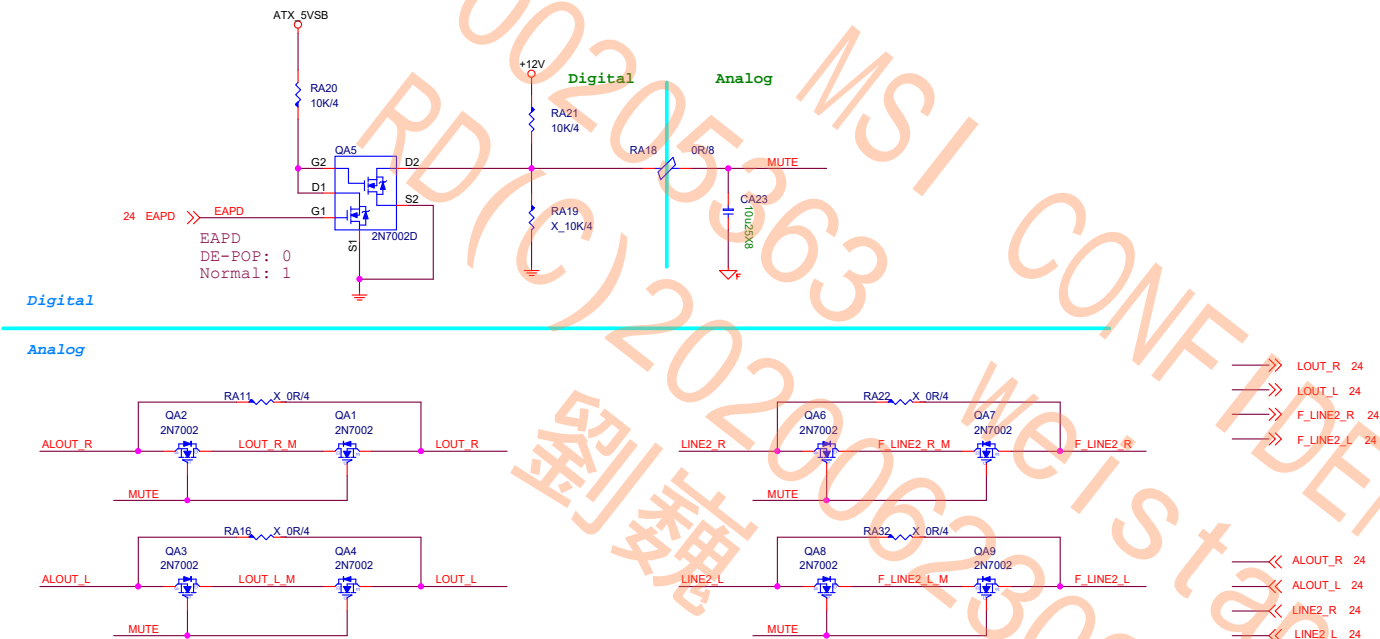 ATX_5VSB
RA20
10K/4
+12V
Digital
Analog
RA21
10K/4
QA5
G2
D2
RA18
0R/8
MUTE
D1
S2
24 EAPD
EAPD
G1
S1
2N7002D
RA19
X_10K/4
CA23
10u25X8
F
EAPD
DE-POP: 0
Normal: 1
Digital
Analog
RA11
X_0R/4
QA2
2N7002
QA1
2N7002
ALOUT_R
LOUT_R_M
LOUT_R
MUTE
RA22
X_0R/4
QA6
2N7002
QA7
2N7002
LINE2_R
F_LINE2_R_M
F_LINE2_R
MUTE
LOUT_R 24
LOUT_L 24
F_LINE2_R 24
F_LINE2_L 24
RA16
X_0R/4
QA3
2N7002
QA4
2N7002
ALOUT_L
LOUT_L_M
LOUT_L
MUTE
RA32
X_0R/4
QA8
2N7002
QA9
2N7002
LINE2_L
F_LINE2_L_M
F_LINE2_L
MUTE
ALOUT_R 24
ALOUT_L 24
LINE2_R 24
LINE2_L 24
MSI CONFIDEN
00205363
RD(C)202006230
劉巍
weistar